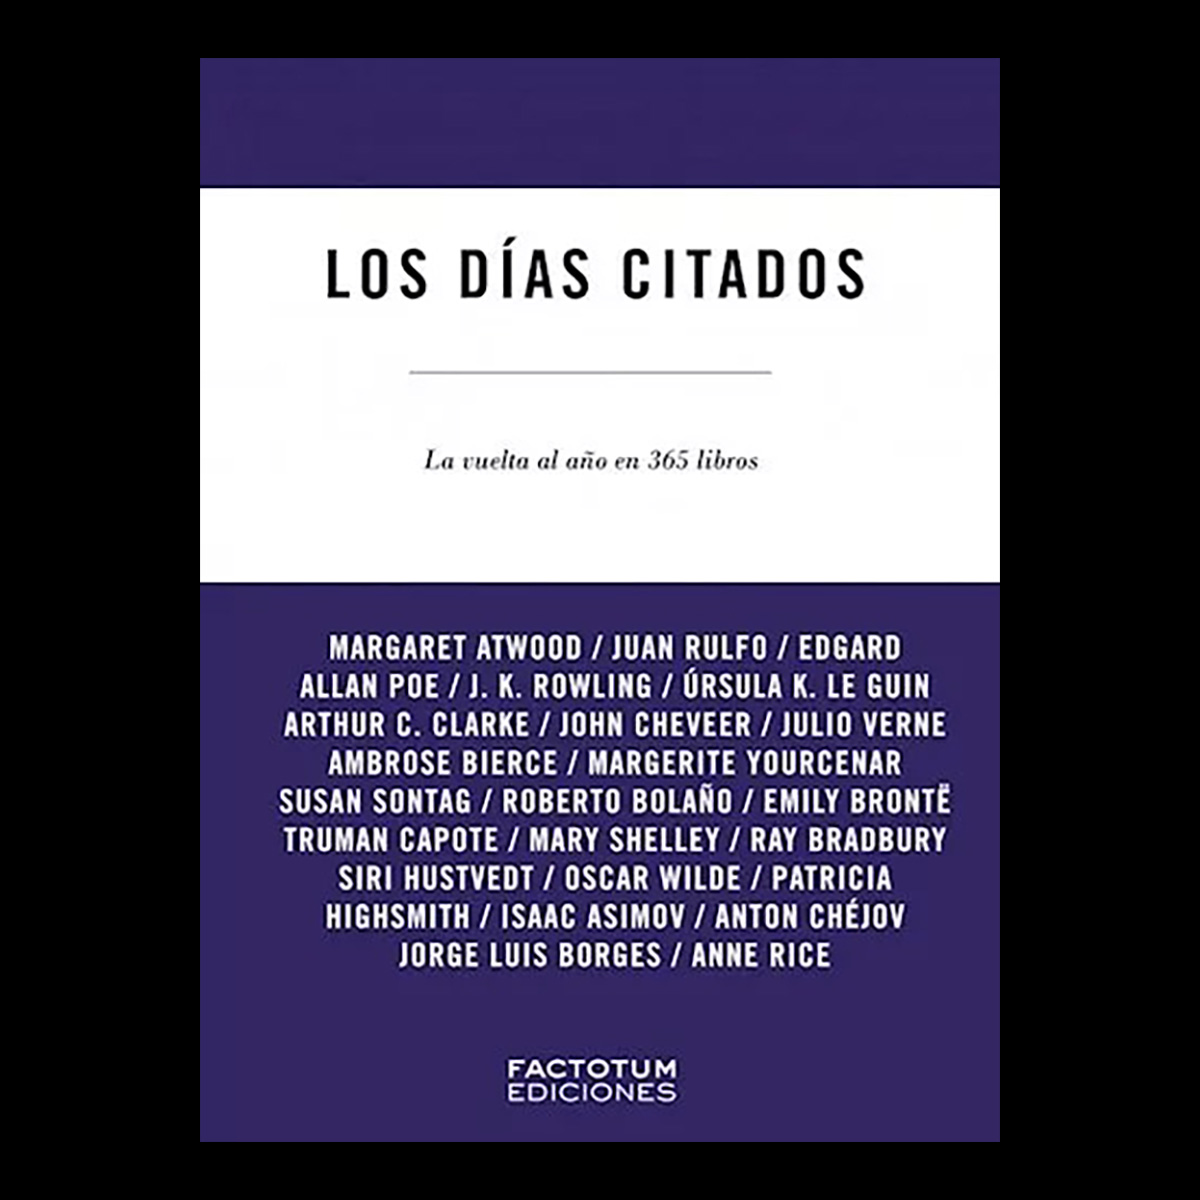 LOS DÍAS CITADOS
La vuelta al año en 365 libros
MARGARET ATWOOD / JUAN RULFO / EDGARD
ALLAN POE / J. K. ROWLING / ÚRSULA K. LE GUIN
ARTHUR C. CLARKE / JOHN CHEVEER / JULIO VERNE
AMBROSE BIERCE / MARGERITE YOURCENAR
SUSAN SONTAG / ROBERTO BOLAÑO / EMILY BRONTË
TRUMAN CAPOTE / MARY SHELLEY / RAY BRADBURY
SIRI HUSTVEDT / OSCAR WILDE / PATRICIA
HIGHSMITH / ISAAC ASIMOV / ANTON CHÉJOV
JORGE LUIS BORGES / ANNE RICE
FACTOTUM
EDICIONES